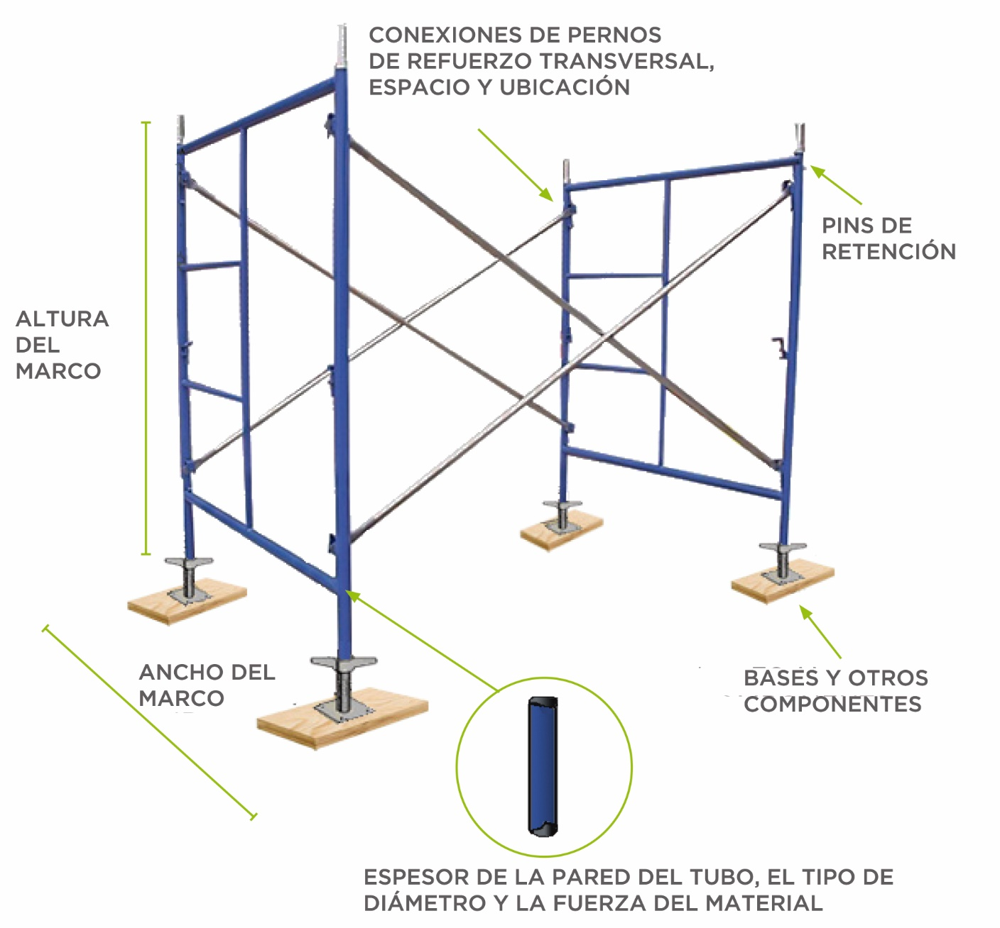 CONEXIONES DE PERNOS
DE REFUERZO TRANSVERSAL,
ESPACIO Y UBICACIÓN
PINS DE
RETENCIÓN
ALTURA
DEL
MARCO
ANCHO DEL
MARCO
BASES Y OTROS
COMPONENTES
ESPESOR DE LA PARED DEL TUBO, EL TIPO DE
DIÁMETRO Y LA FUERZA DEL MATERIAL